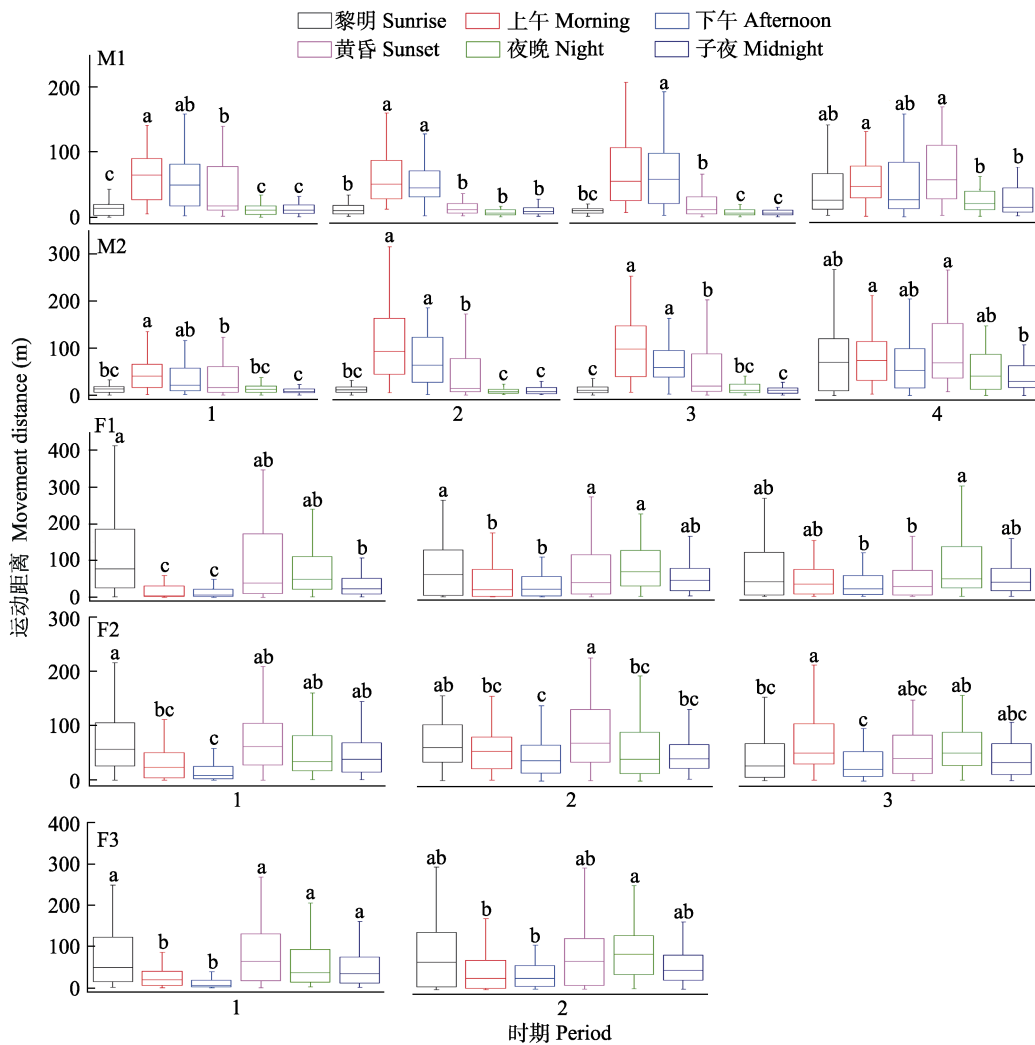 黎明 Sunrise 上午 Morning 下午 Afternoon
黄昏 Sunset 夜晚 Night 子夜 Midnight
运动距离 Movement distance (m)
M1
200
100
0
c a ab b c c
b a a b b b
bc a a b c c
ab a ab a b b
M2
300
200
100
0
bc a ab b bc c
bc a a b c c
c a a b bc c
ab a ab a ab b
1 2 3 4
F1
400
300
200
100
0
a c c ab ab b
a b b a a ab
ab ab b b a ab
F2
300
200
100
0
a bc c ab ab ab
ab bc c a bc bc
bc a c abc ab abc
1 2 3
F3
400
300
200
100
0
a b b a a a
ab b b ab a ab
1 2
时期 Period